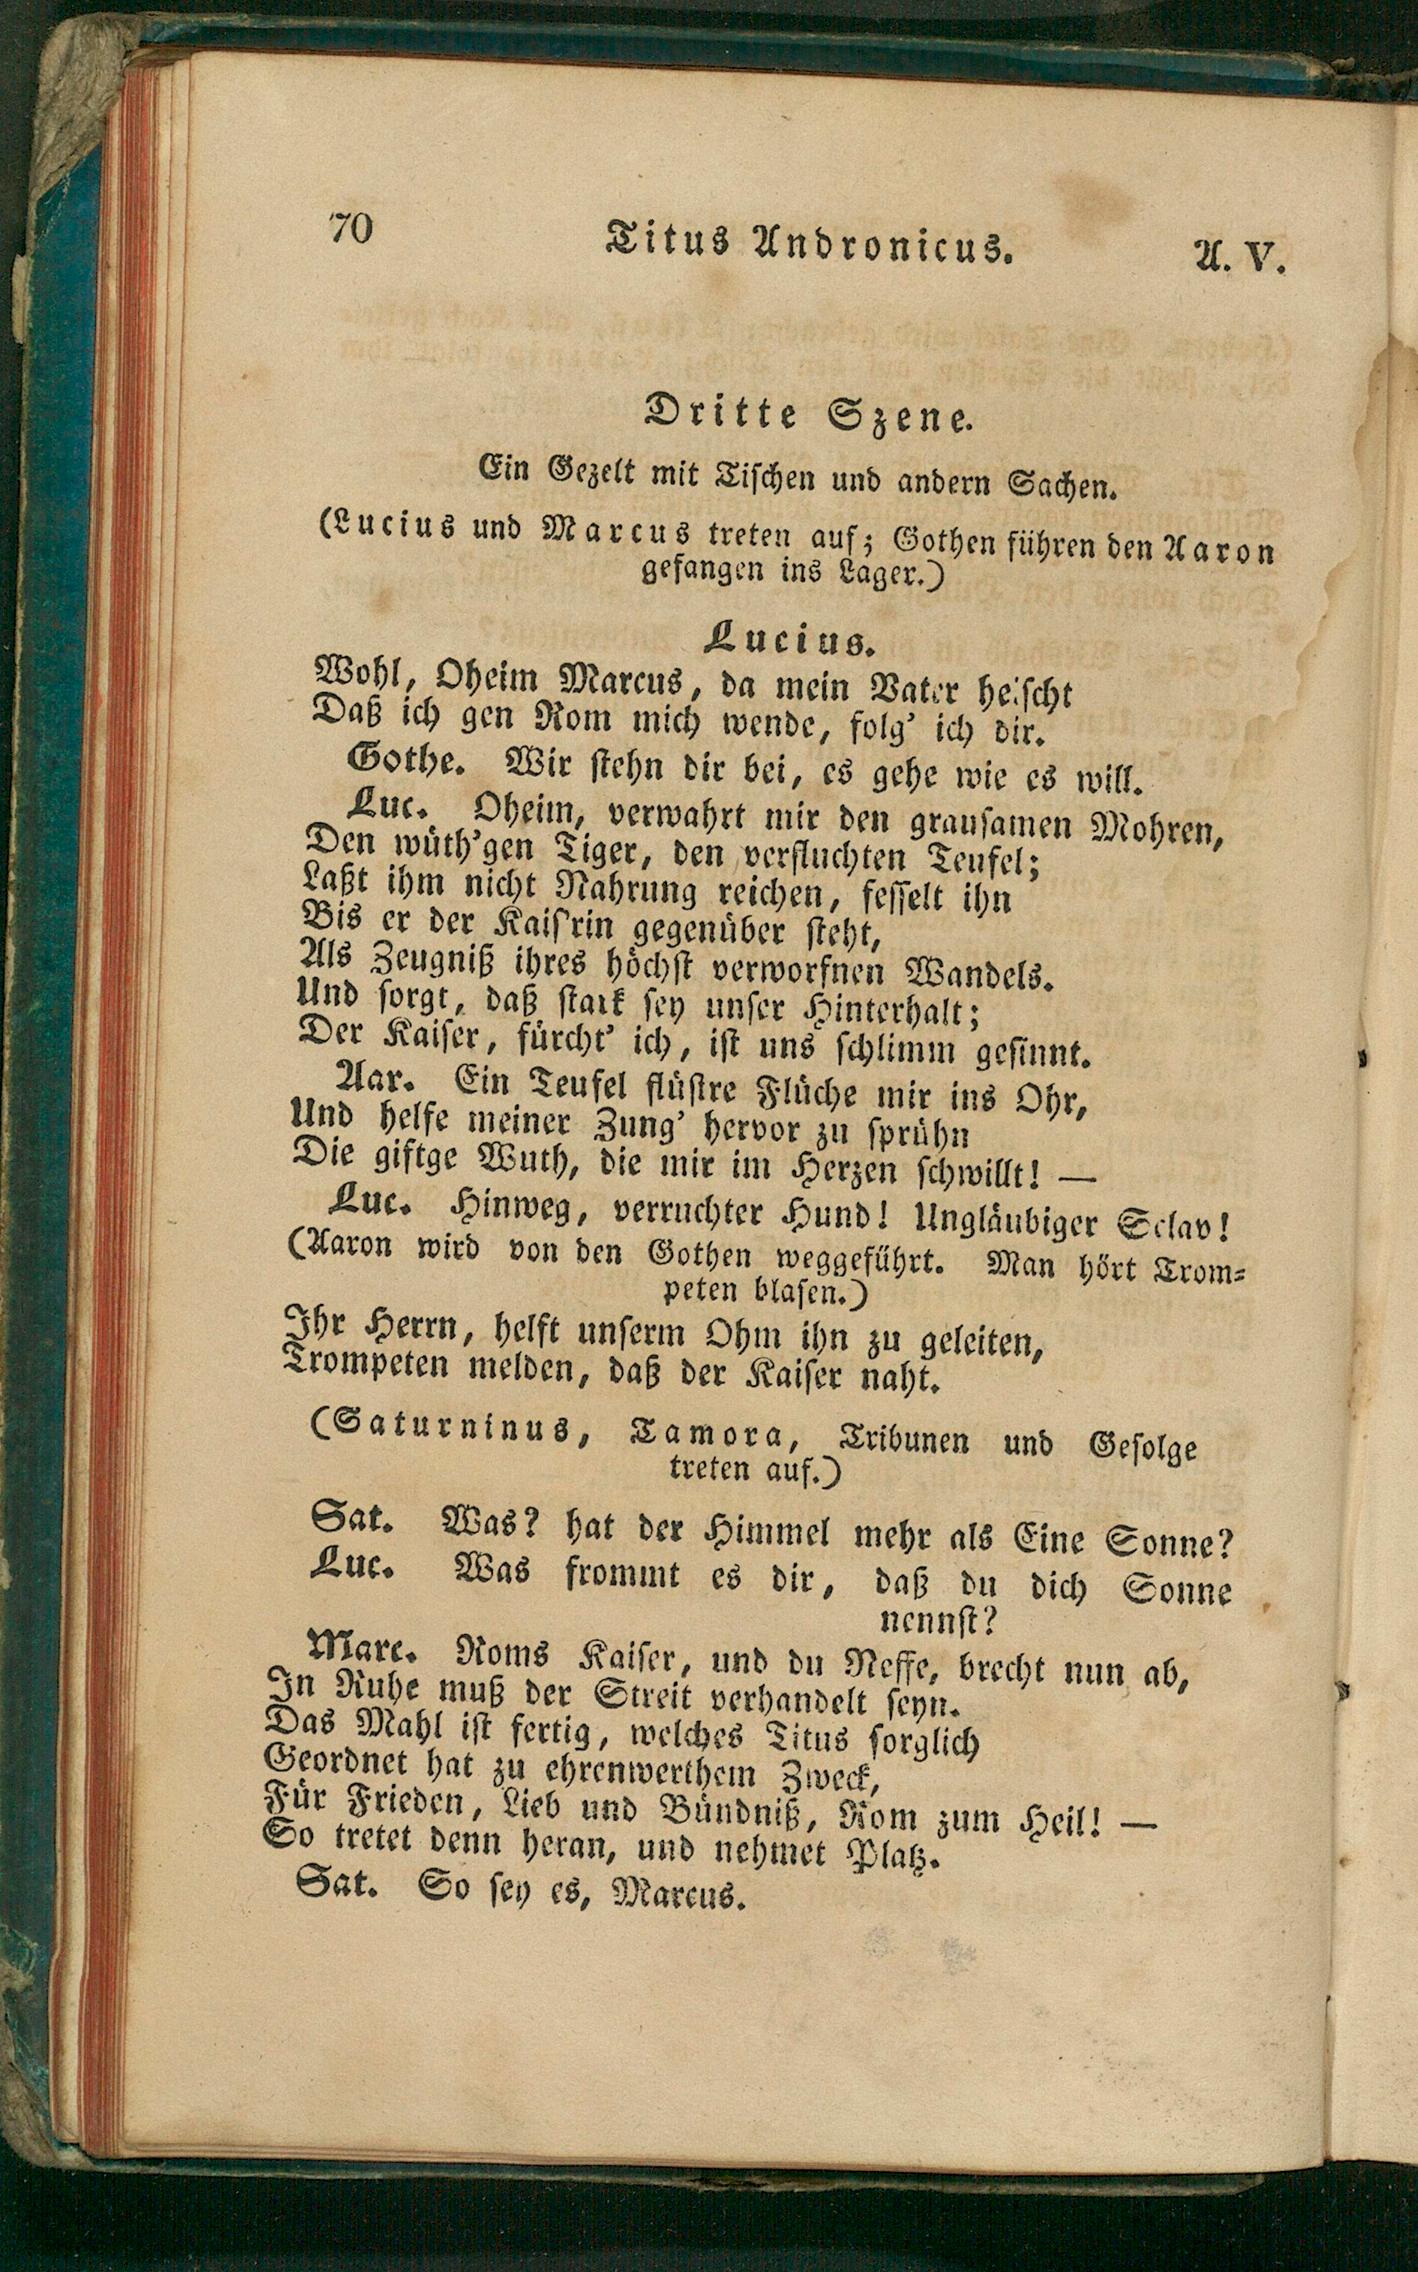 70 Titus Andronicus. A. V.
Dritte Szene.
Ein Gezelt mit Tischen und andern Sachen.
(Lucius und Marcus treten auf; Gothen führen den Aaron
gefangen ins Lager.)
Lucius.
Wohl, Oheim Marcus, da mein Vater heischt
Daß ich gen Rom mich wende, folg' ich dir.
Gothe. Wir stehn dir bei, es gehe wie es will.
Luc. Oheim, verwahrt mir den grausamen Mohren,
Den wüth'gen Tiger, den verfluchten Teufel;
Laßt ihm nicht Nahrung reichen, fesselt ihn
Bis er der Kais'rin gegenüber steht,
Als Zeugniß ihres höchst verworfnen Wandels.
Und sorgt, daß stark sey unser Hinterhalt;
Der Kaiser, fürcht' ich, ist uns schlimm gesinnt.
Aar. Ein Teufel flüstre Flüche mir ins Ohr,
Und helfe meiner Zung' hervor zu sprühn
Die giftge Wuth, die mir im Herzen schwillt! —
Luc. Hinweg, verruchter Hund! Ungläubiger Sclav!
(Aaron wird von den Gothen weggeführt. Man hört Trom-
peten blasen.)
Ihr Herrn, helft unserm Ohm ihn zu geleiten,
Trompeten melden, daß der Kaiser naht.
(Saturninus, Tamora, Tribunen und Gefolge
treten auf.)
Sat. Was? hat der Himmel mehr als Eine Sonne?
Luc. Was frommt es dir, daß du dich Sonne
nennst?
Marc. Roms Kaiser, und du Neffe, brecht nun ab,
In Ruhe muß der Streit verhandelt seyn.
Das Mahl ist fertig, welches Titus sorglich
Geordnet hat zu ehrenwerthem Zweck,
Für Frieden, Lieb und Bündniß, Rom zum Heil! —
So tretet denn heran, und nehmet Platz.
Sat. So sey es, Marcus.